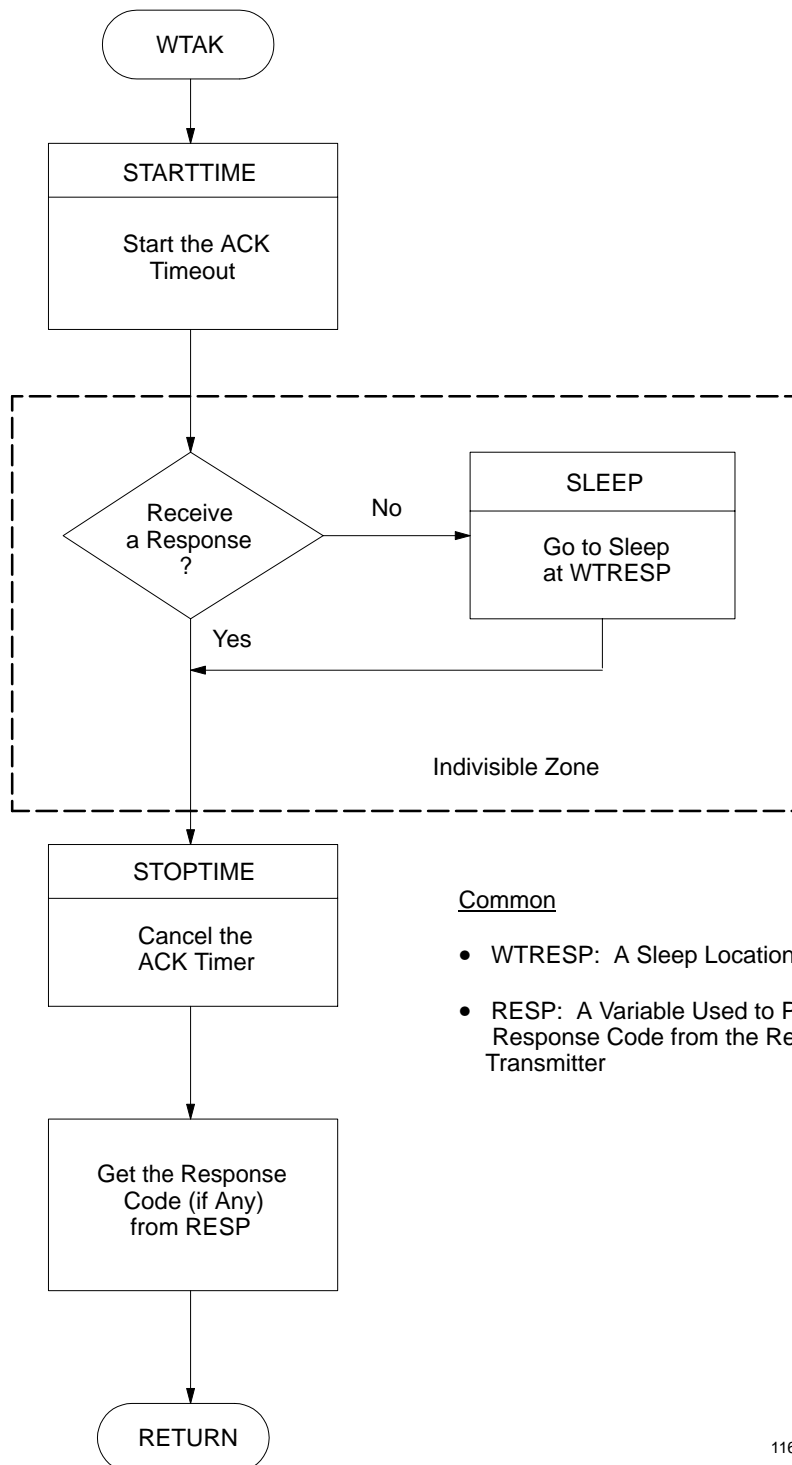 WTAK
STARTTIME
Start the ACK
Timeout
Receive
a Response
?
No
SLEEP
Go to Sleep
at WTRESP
Yes
Indivisible Zone
STOPTIME
Cancel the
ACK Timer
Common
• WTRESP: A Sleep Location
• RESP: A Variable Used to
Response Code from the
Transmitter
Get the Response
Code (if Any)
from RESP
RETURN
116